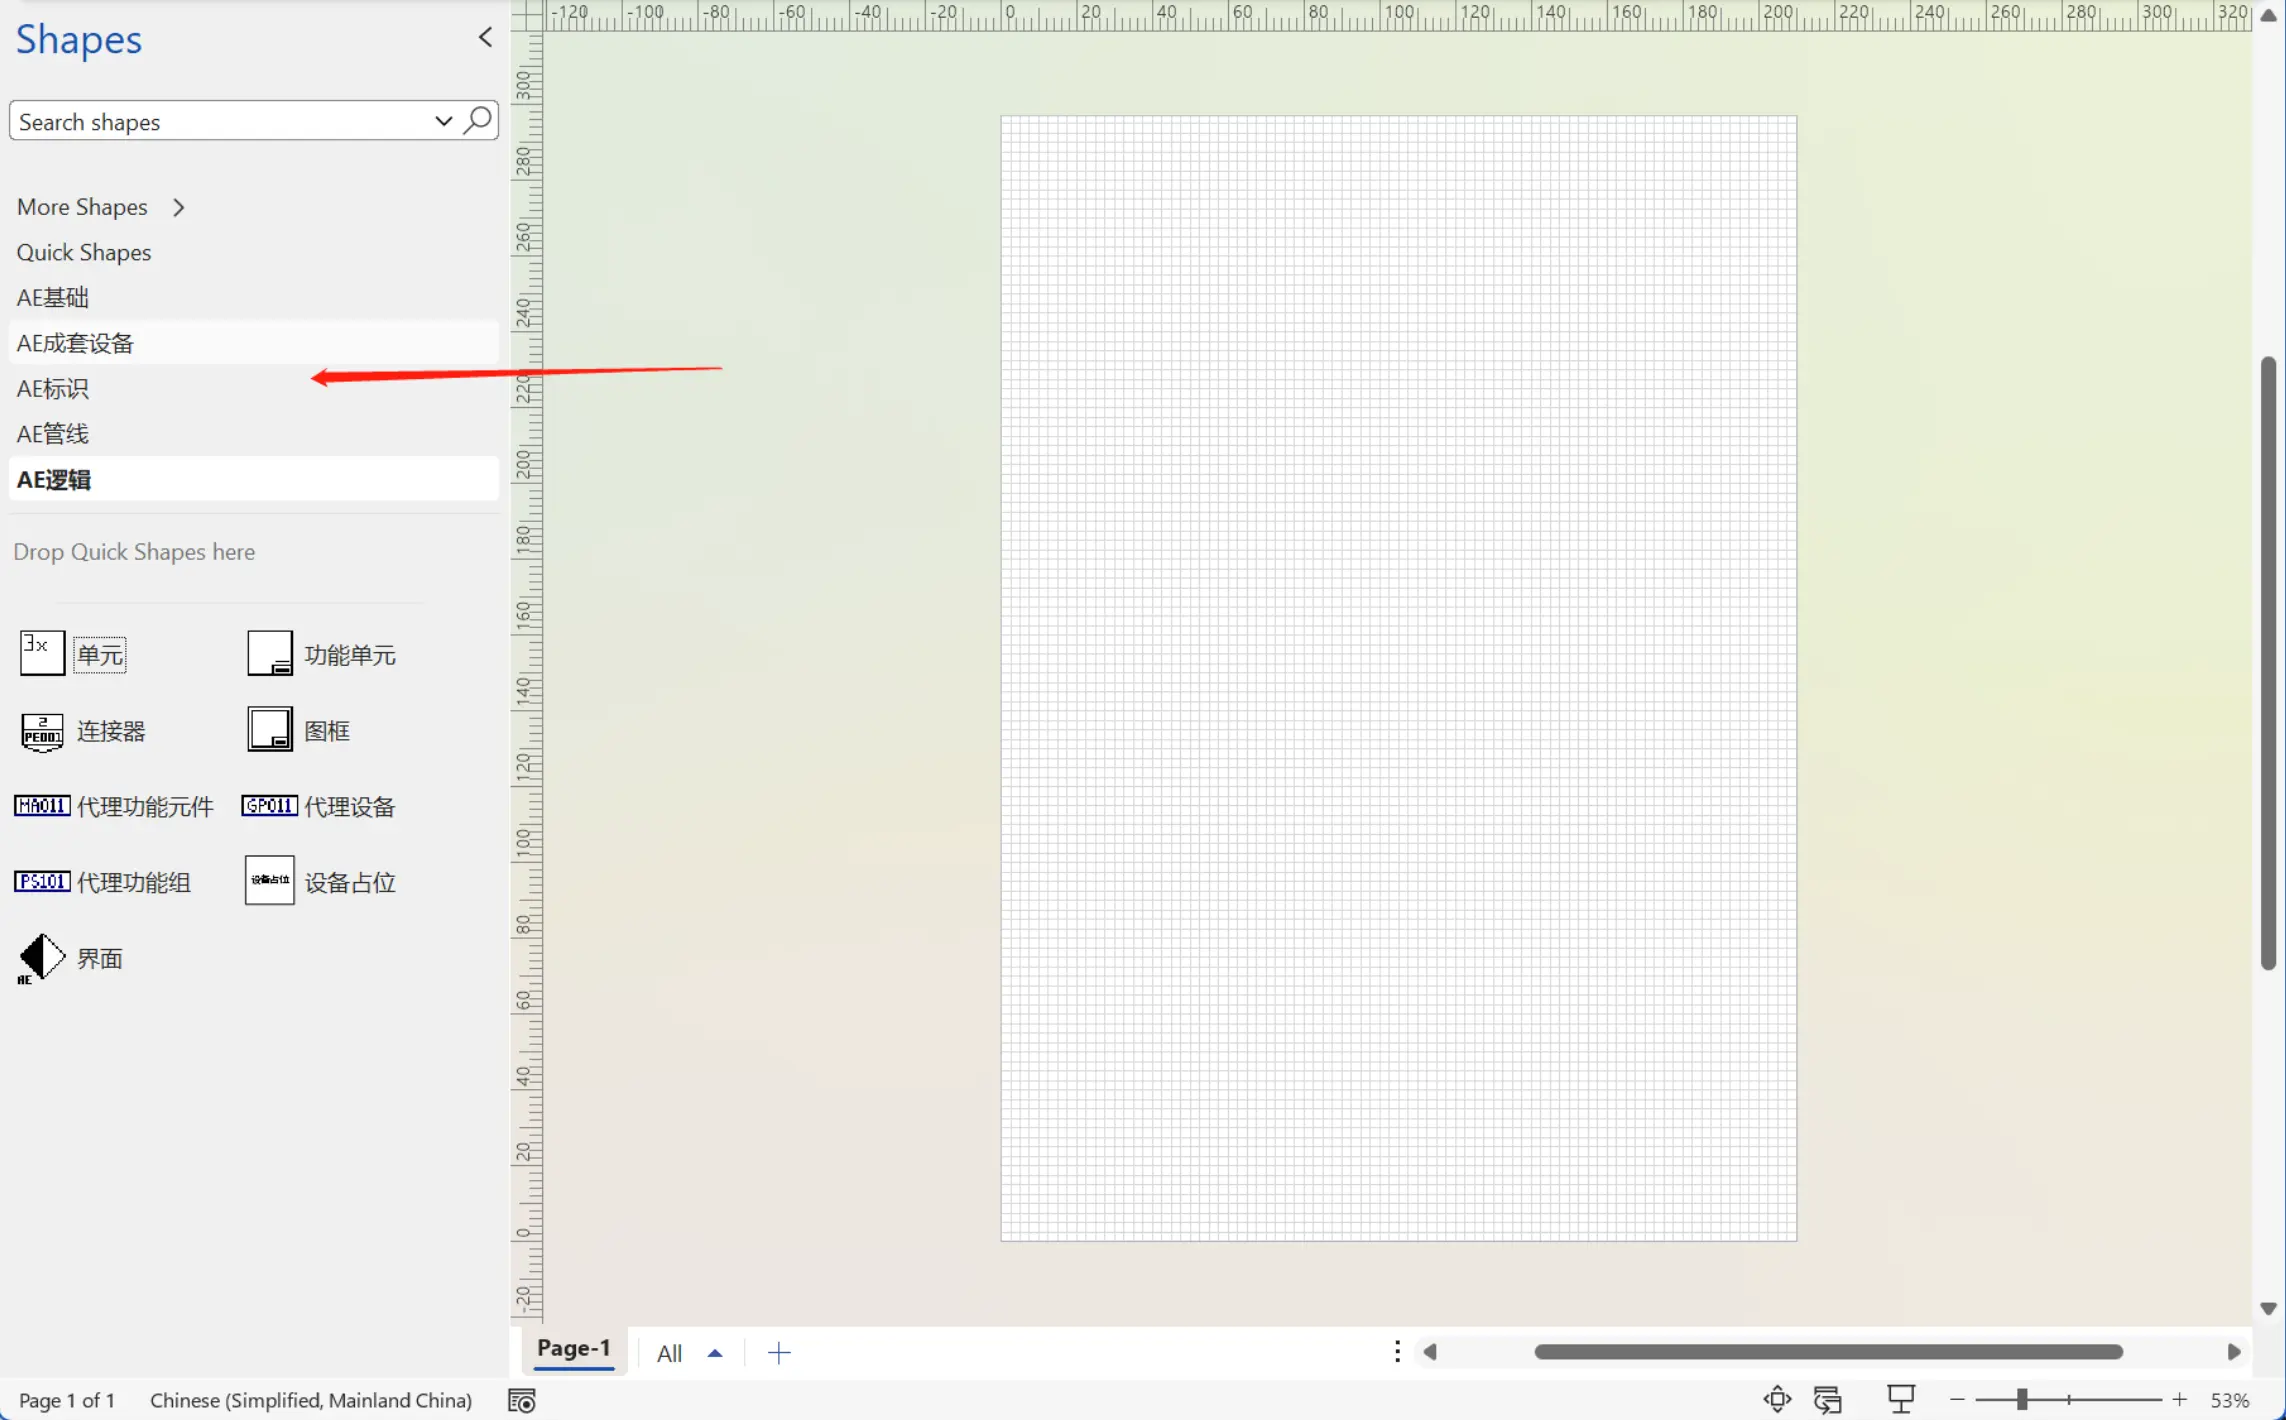 Shapes
Search shapes
More Shapes
Quick Shapes
AE基础
AE成套设备
AE标识
AE管线
AE逻辑
Drop Quick Shapes here
3x 单元 功能单元
2 PE001 连接器 图框
MA011 代理功能元件 GP011 代理设备
PS101 代理功能组 设备占位 设备占位
AE 界面
-120 -100 -80 -60 -40 -20 0 20 40 60 80 100 120 140 160 180 200 220 240 260 280 300 320
300
280
260
240
220
200
180
160
140
120
100
80
60
40
20
0
-20
Page-1 All
Page 1 of 1 Chinese (Simplified, Mainland China) 53%